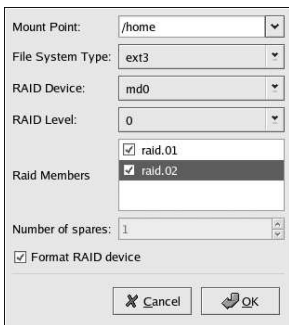 Mount Point: /home
File System Type: ext3
RAID Device: md0
RAID Level: 0
raid.01
Raid Members raid.02
Number of spares: 1
Format RAID device
Cancel OK